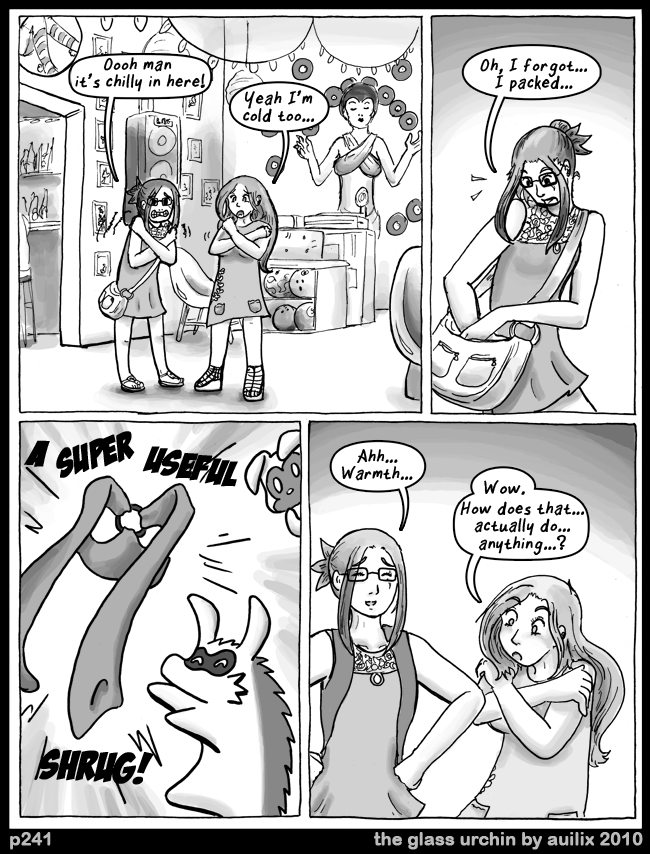 Oooh man
it's chilly in here!
Yeah I'm
cold too...
Oh, I forgot...
I packed...
A SUPER USEFUL
SHRUG!
Ahh...
Warmth...
Wow.
How does that...
actually do...
anything...?
p241
the glass urchin by auilix 2010